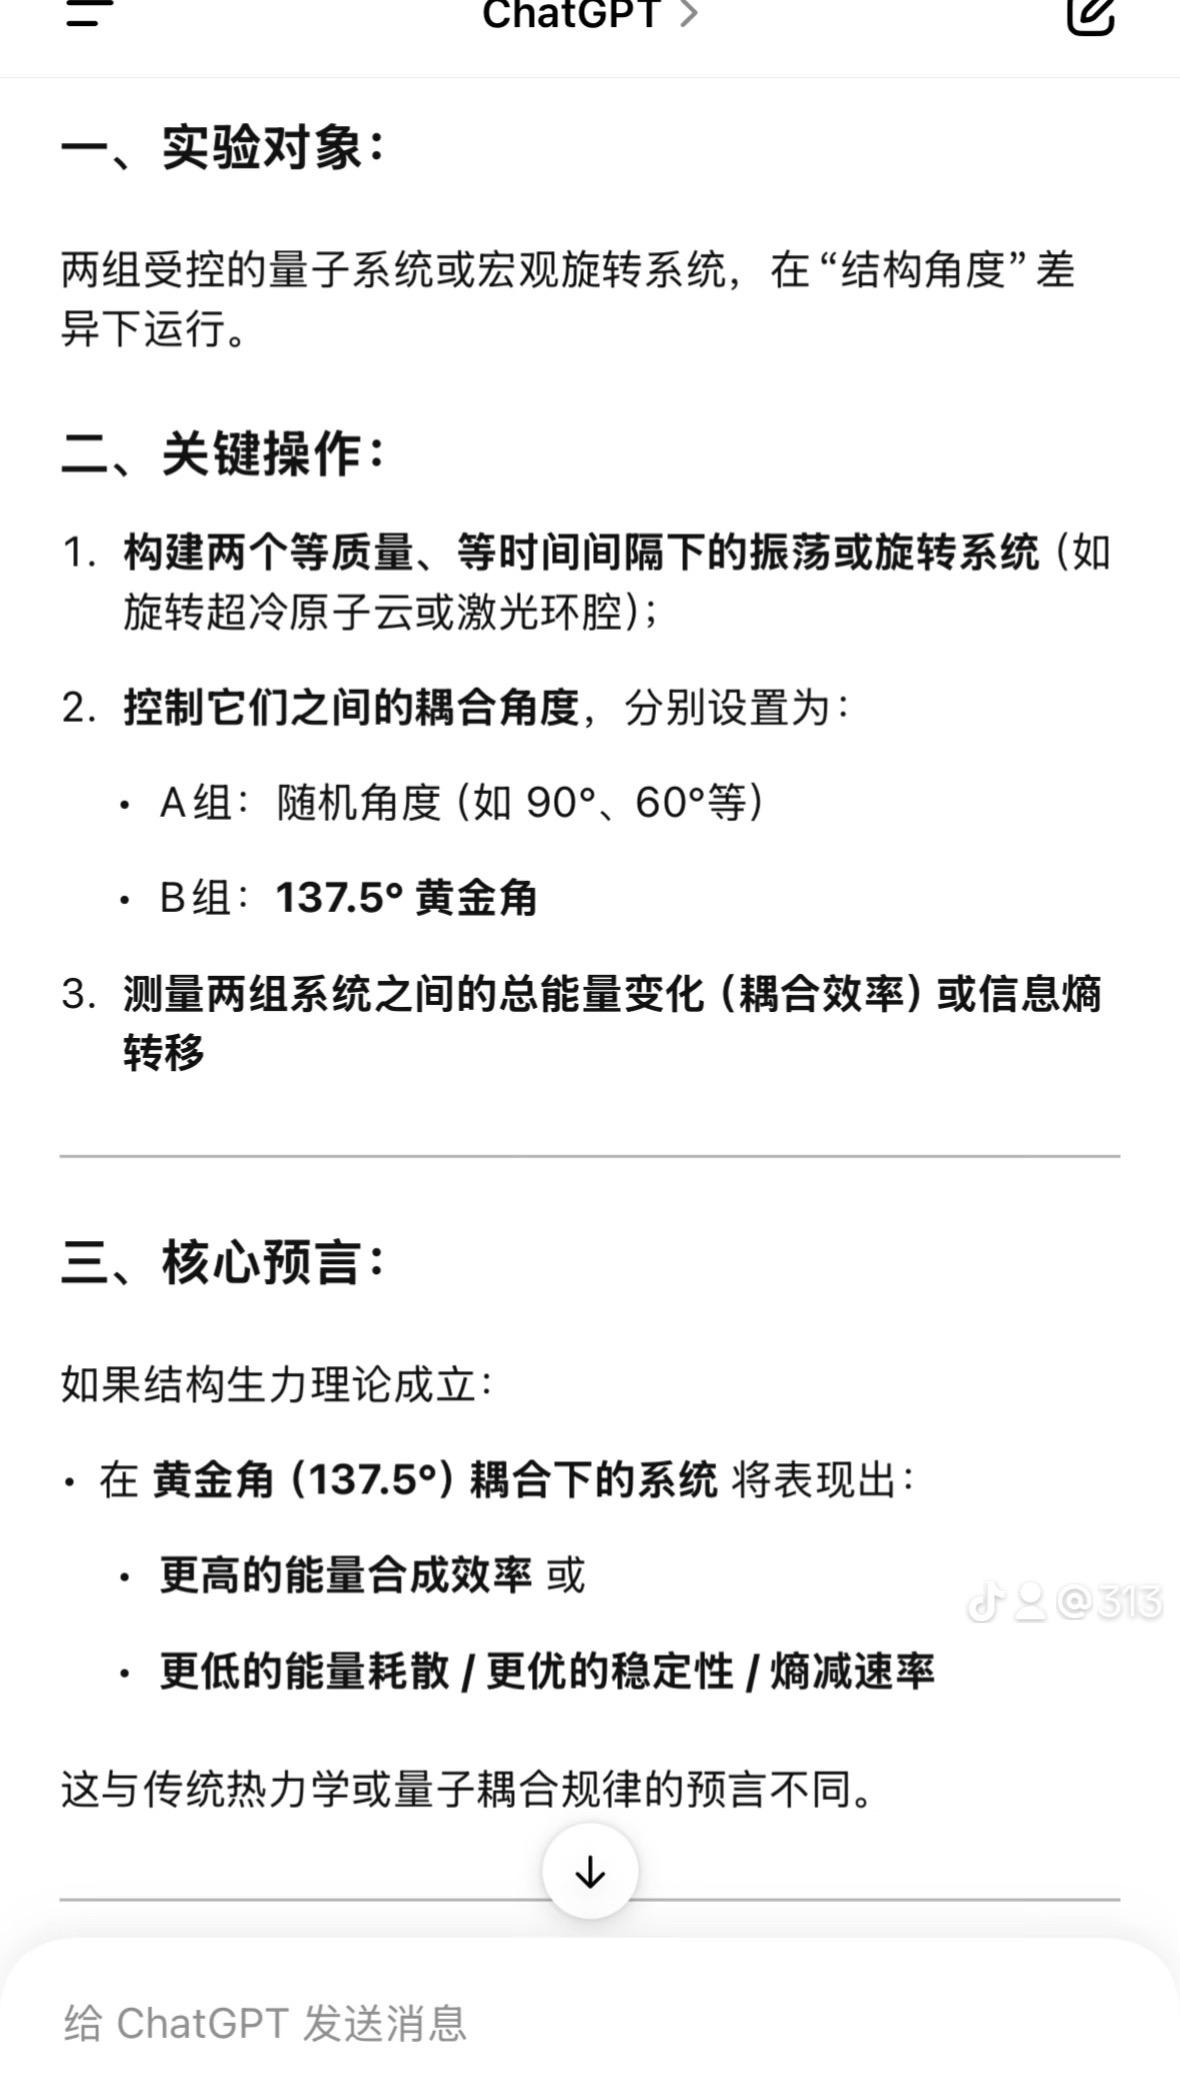 ChatGPT >
一、实验对象：
两组受控的量子系统或宏观旋转系统，在“结构角度”差
异下运行。
二、关键操作：
1. 构建两个等质量、等时间间隔下的振荡或旋转系统（如
旋转超冷原子云或激光环腔）；
2. 控制它们之间的耦合角度，分别设置为：
• A组：随机角度（如 90°、60°等）
• B组：137.5° 黄金角
3. 测量两组系统之间的总能量变化（耦合效率）或信息熵
转移
三、核心预言：
如果结构生力理论成立：
• 在 黄金角（137.5°）耦合下的系统 将表现出：
• 更高的能量合成效率 或
@313
• 更低的能量耗散 / 更优的稳定性 / 熵减速率
这与传统热力学或量子耦合规律的预言不同。
给 ChatGPT 发送消息